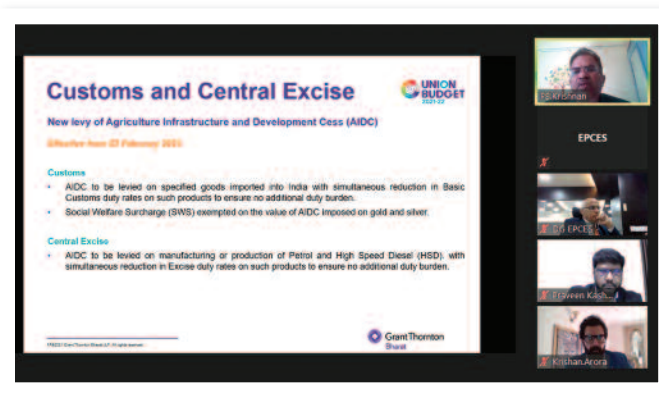 Customs and Central Excise
UNION
BUDGET
2021-22
New levy of Agriculture Infrastructure and Development Cess (AIDC)
Effective from 02 February 2021
Customs
• AIDC to be levied on specified goods imported into India with simultaneous reduction in Basic
Customs duty rates on such products to ensure no additional duty burden.
• Social Welfare Surcharge (SWS) exempted on the value of AIDC imposed on gold and silver.
Central Excise
• AIDC to be levied on manufacturing or production of Petrol and High Speed Diesel (HSD). with
simultaneous reduction in Excise duty rates on such products to ensure no additional duty burden.
Grant Thornton
Bharat
Krishnan
EPCES
DG EPCES
Praveen Kash...
Krishan Arora